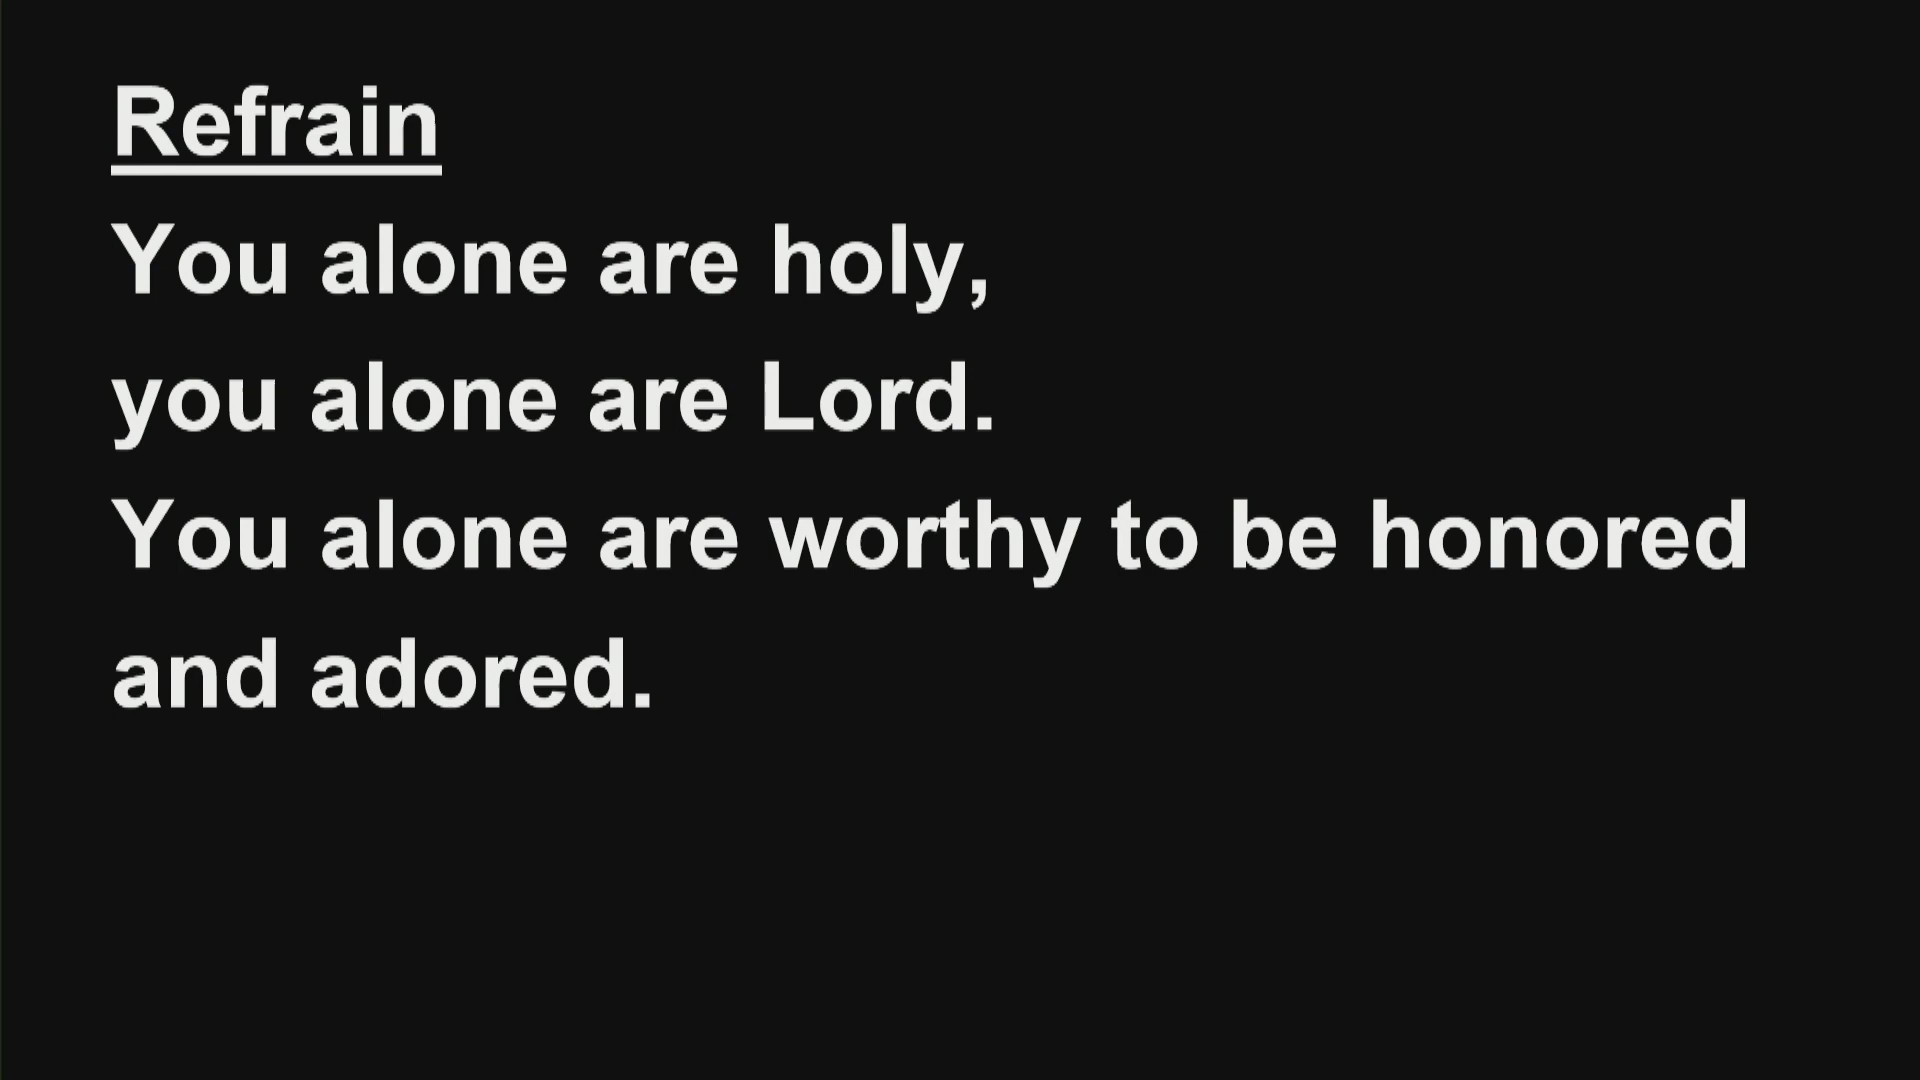 Refrain
You alone are holy,
you alone are Lord.
You alone are worthy to be honored
and adored.